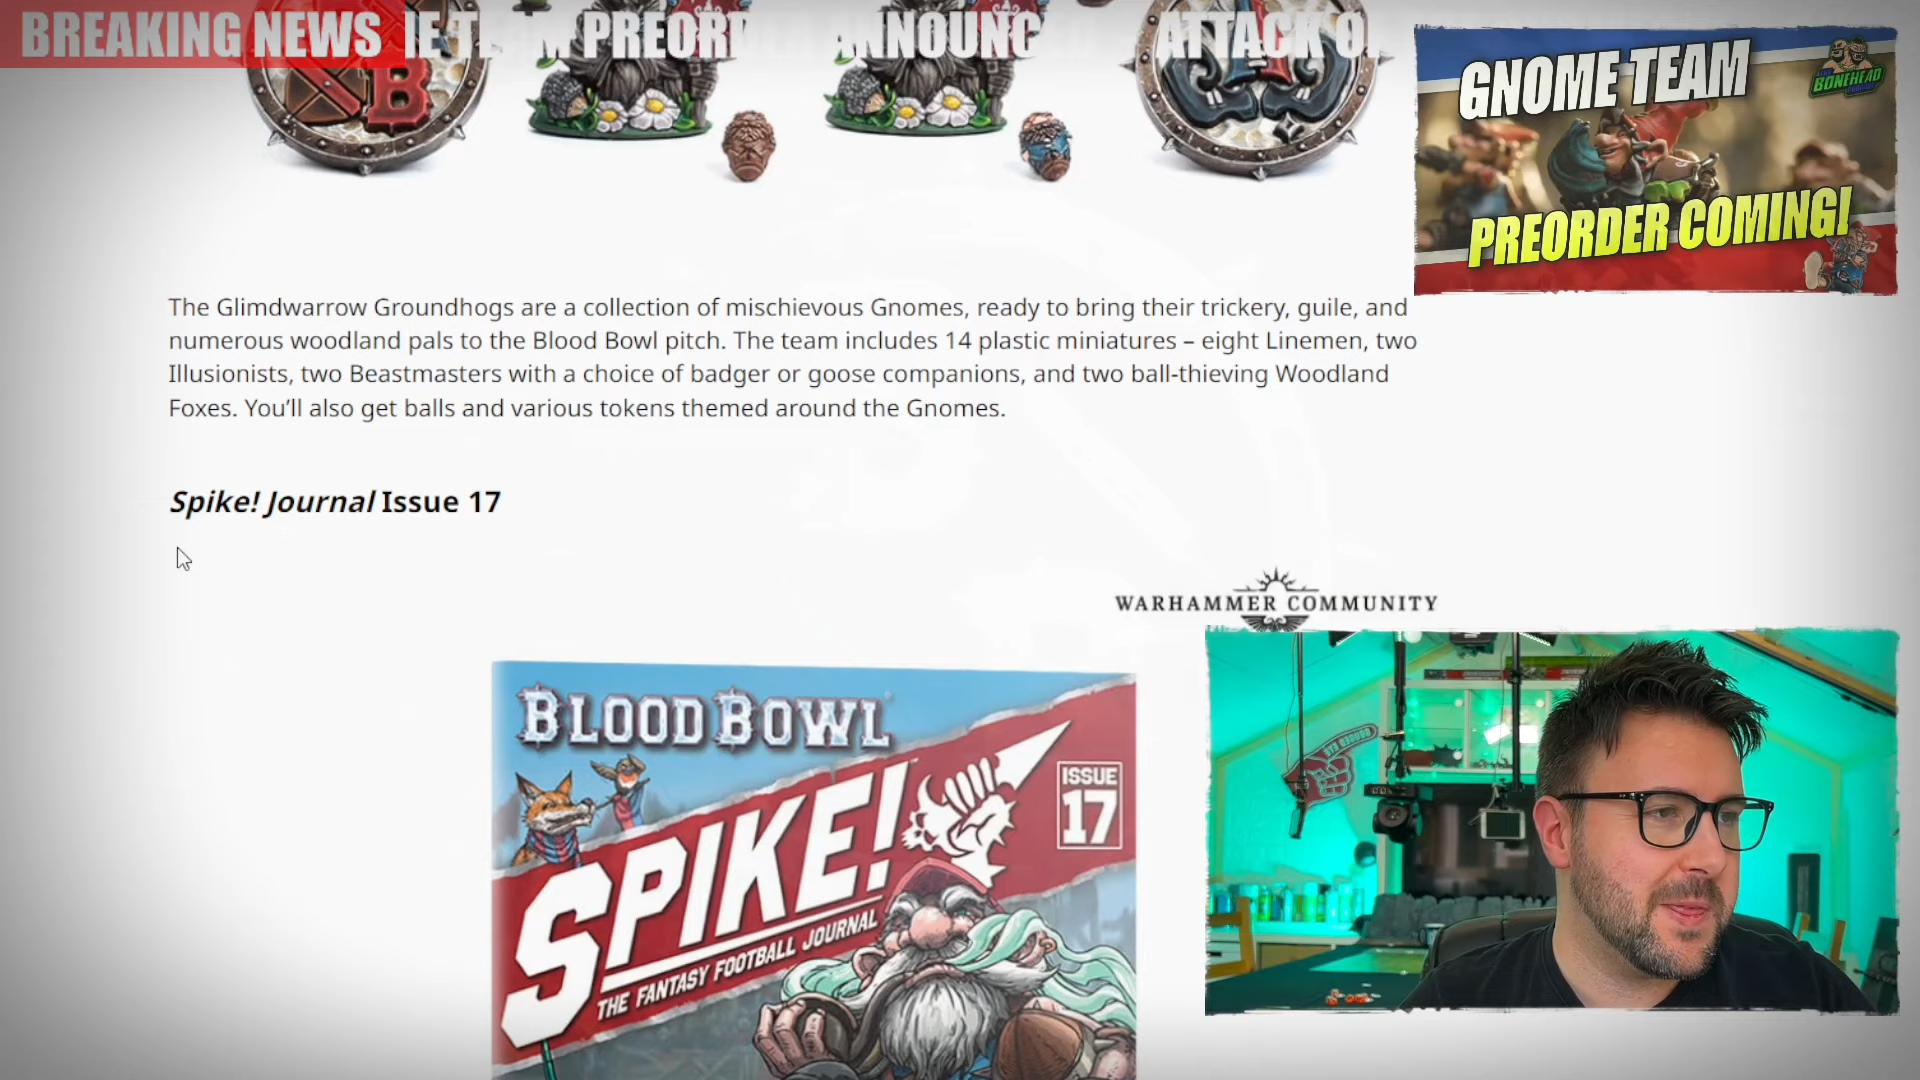 BREAKING NEWS
PREOR
ATTACK O
GNOME TEAM
BONEHEAD
PREORDER COMING!
The Glimdwarrow Groundhogs are a collection of mischievous Gnomes, ready to bring their trickery, guile, and
numerous woodland pals to the Blood Bowl pitch. The team includes 14 plastic miniatures – eight Linemen, two
Illusionists, two Beastmasters with a choice of badger or goose companions, and two ball-thieving Woodland
Foxes. You’ll also get balls and various tokens themed around the Gnomes.
Spike! Journal Issue 17
WARHAMMER COMMUNITY
BLOOD BOWL
ISSUE
17
SPIKE!
THE FANTASY FOOTBALL JOURNAL